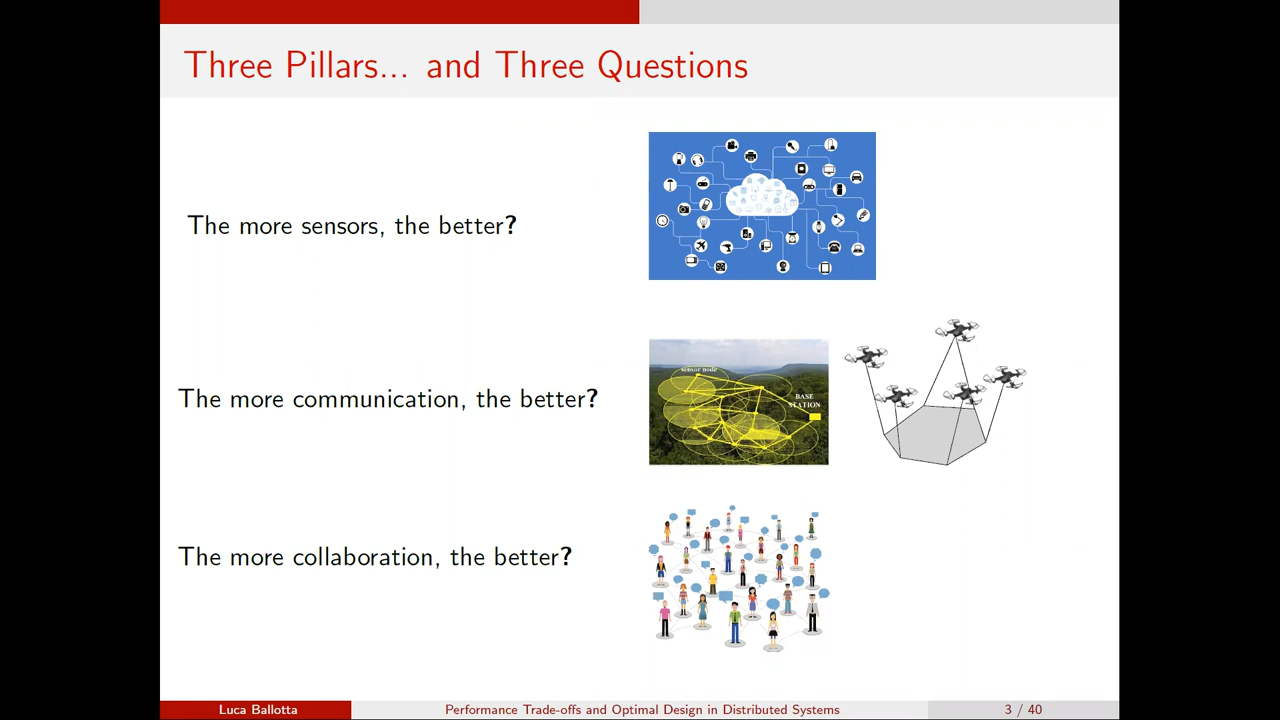 Three Pillars... and Three Questions
The more sensors, the better?
The more communication, the better?
sensor node
BASE
STATION
The more collaboration, the better?
Luca Ballotta
Performance Trade-offs and Optimal Design in Distributed Systems
3 / 40